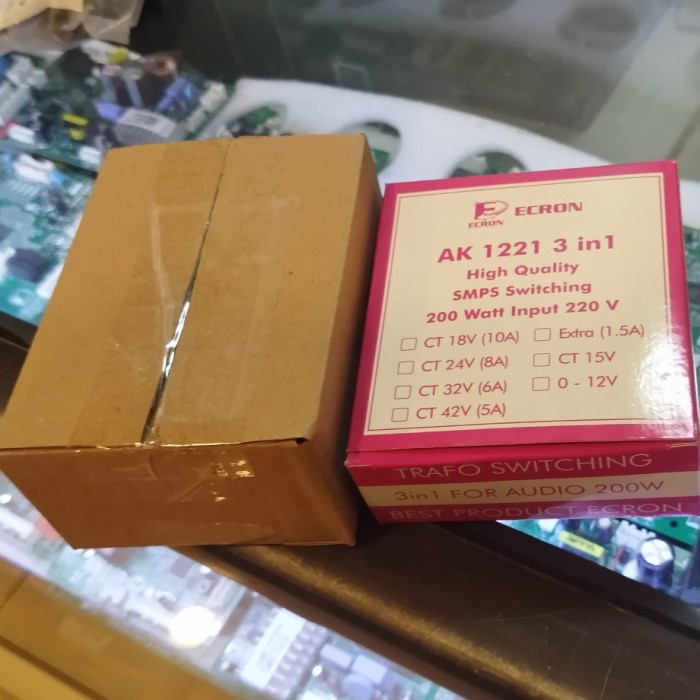 ECRON
ECRON
AK 1221 3 in1
High Quality
SMPS Switching
200 Watt Input 220 V
CT 18V (10A)
Extra (1.5A)
CT 24V (8A)
CT 15V
CT 32V (6A)
0 - 12V
CT 42V (5A)
TRAFO SWITCHING
3in1 FOR AUDIO 200W
BEST PRODUCT ECRON